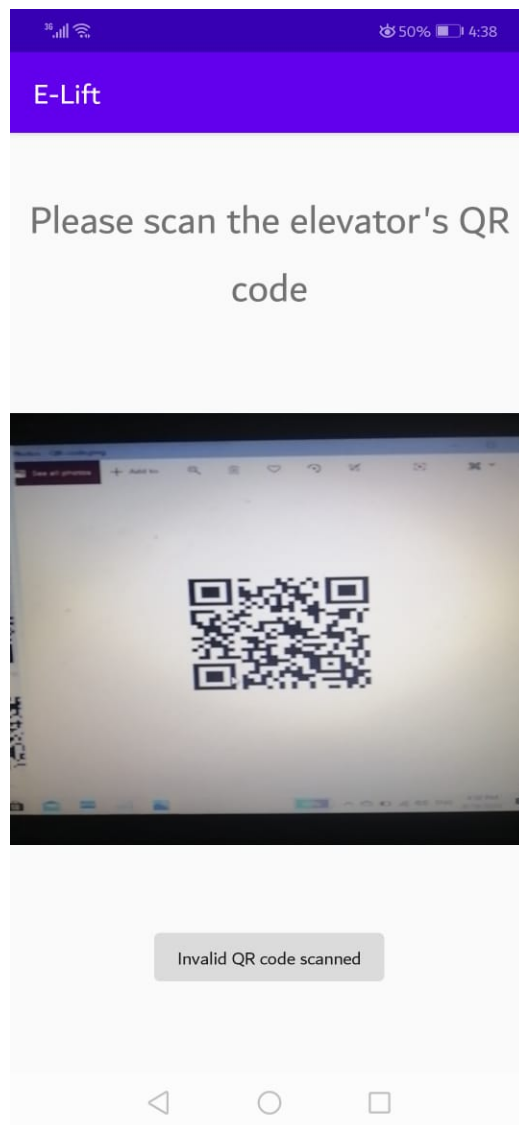 3G
50% 4:38
E-Lift
Please scan the elevator's QR
code
See all photos
Add to
Invalid QR code scanned